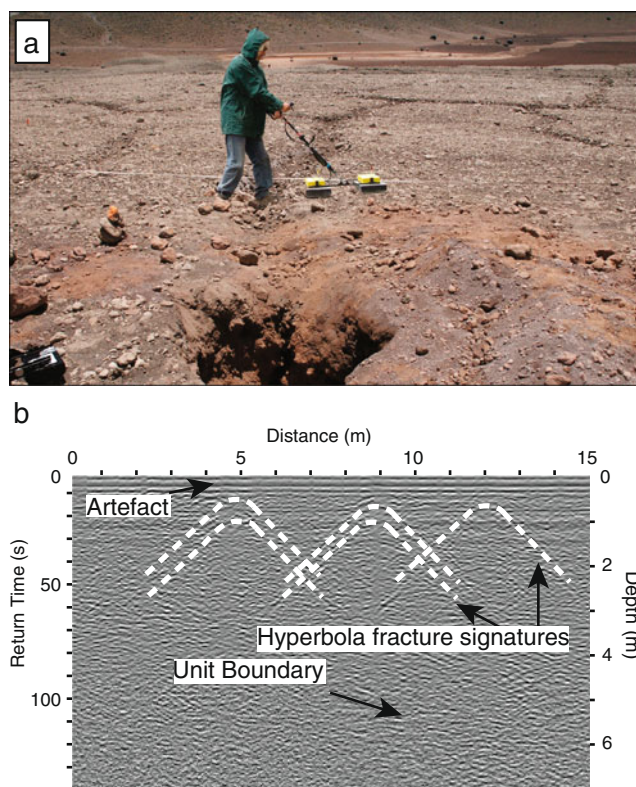 a
b
Distance (m)
0 5 10 15
0 0
Artefact
50 2
Return Time (s)
Depth (m)
Hyperbola fracture signatures
4
Unit Boundary
100
6